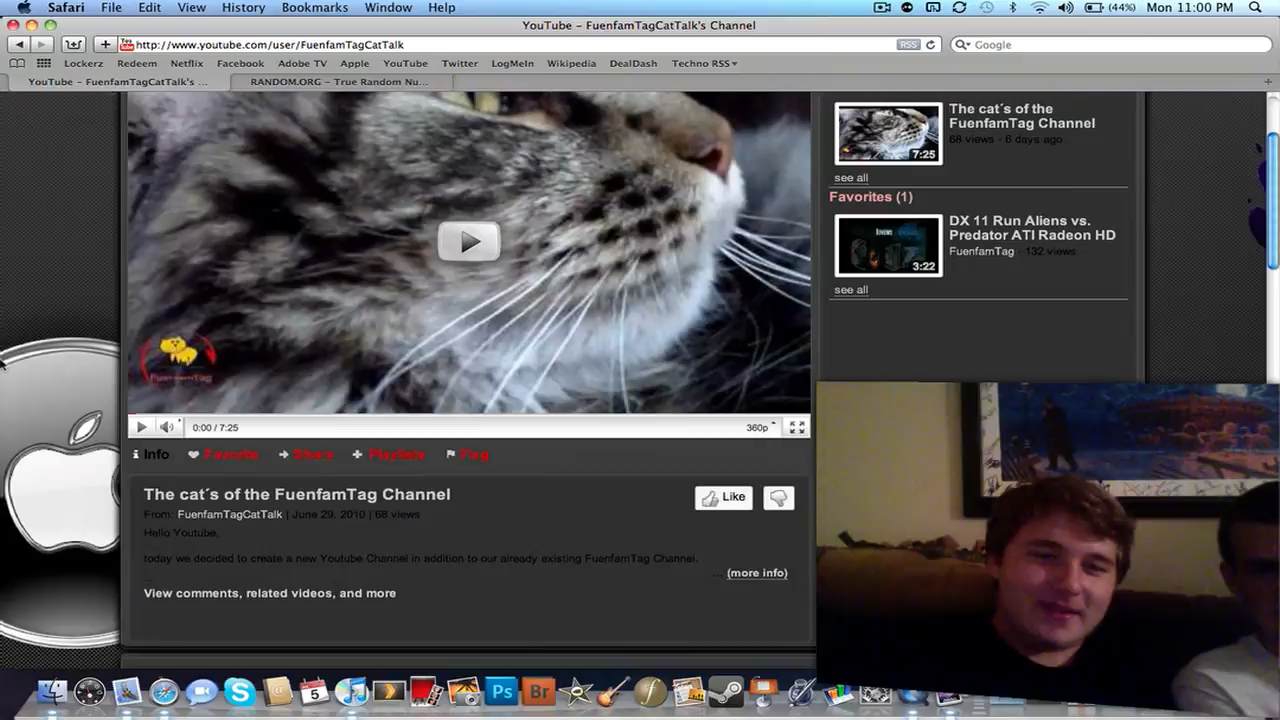 Safari File Edit View History Bookmarks Window Help (44%) Mon 11:00 PM
YouTube - FuenfamTagCatTalk's Channel
http://www.youtube.com/user/FuenfamTagCatTalk RSS Google
Lockerz Redeem Netflix Facebook Adobe TV Apple YouTube Twitter LogMeIn Wikipedia DealDash Techno RSS
YouTube - FuenfamTagCatTalk's ... RANDOM.ORG - True Random Nu...
The cat´s of the
FuenfamTag Channel
68 views - 6 days ago
7:25
see all
Favorites (1)
DX 11 Run Aliens vs.
Predator ATI Radeon HD
FuenfamTag 132 views
3:22
see all
FuenfamTag
0:00 / 7:25 360p
Info Favorite Share Playlists Flag
The cat´s of the FuenfamTag Channel
Like
From: FuenfamTagCatTalk | June 29, 2010 | 68 views
Hello Youtube,
today we decided to create a new Youtube Channel in addition to our already existing FuenfamTag Channel.
... (more info)
View comments, related videos, and more
5 Ps Br